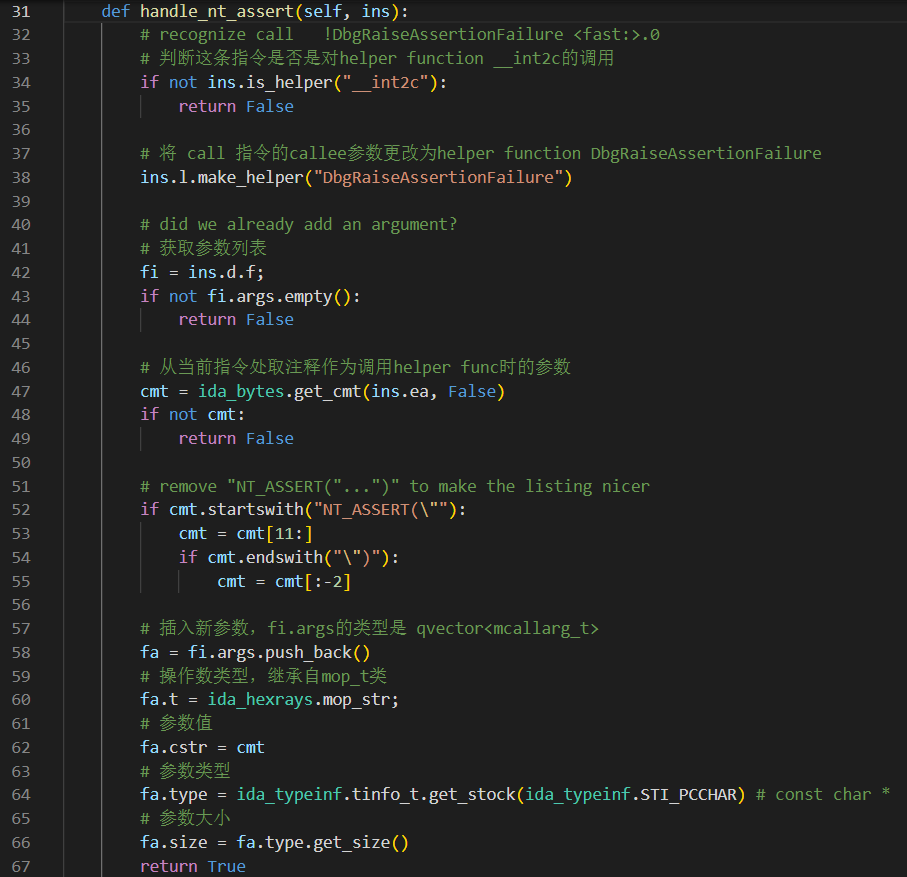 31 def handle_nt_assert(self, ins):
32 # recognize call !DbgRaiseAssertionFailure <fast:>.0
33 # 判断这条指令是否是对helper function __int2c的调用
34 if not ins.is_helper("__int2c"):
35 return False
36
37 # 将 call 指令的callee参数更改为helper function DbgRaiseAssertionFailure
38 ins.l.make_helper("DbgRaiseAssertionFailure")
39
40 # did we already add an argument?
41 # 获取参数列表
42 fi = ins.d.f;
43 if not fi.args.empty():
44 return False
45
46 # 从当前指令处取注释作为调用helper func时的参数
47 cmt = ida_bytes.get_cmt(ins.ea, False)
48 if not cmt:
49 return False
50
51 # remove "NT_ASSERT("...")" to make the listing nicer
52 if cmt.startswith("NT_ASSERT(\""):
53 cmt = cmt[11:]
54 if cmt.endswith("\")"):
55 cmt = cmt[:-2]
56
57 # 插入新参数，fi.args的类型是 qvector<mcallarg_t>
58 fa = fi.args.push_back()
59 # 操作数类型，继承自mop_t类
60 fa.t = ida_hexrays.mop_str;
61 # 参数值
62 fa.cstr = cmt
63 # 参数类型
64 fa.type = ida_typeinf.tinfo_t.get_stock(ida_typeinf.STI_PCCHAR) # const char *
65 # 参数大小
66 fa.size = fa.type.get_size()
67 return True